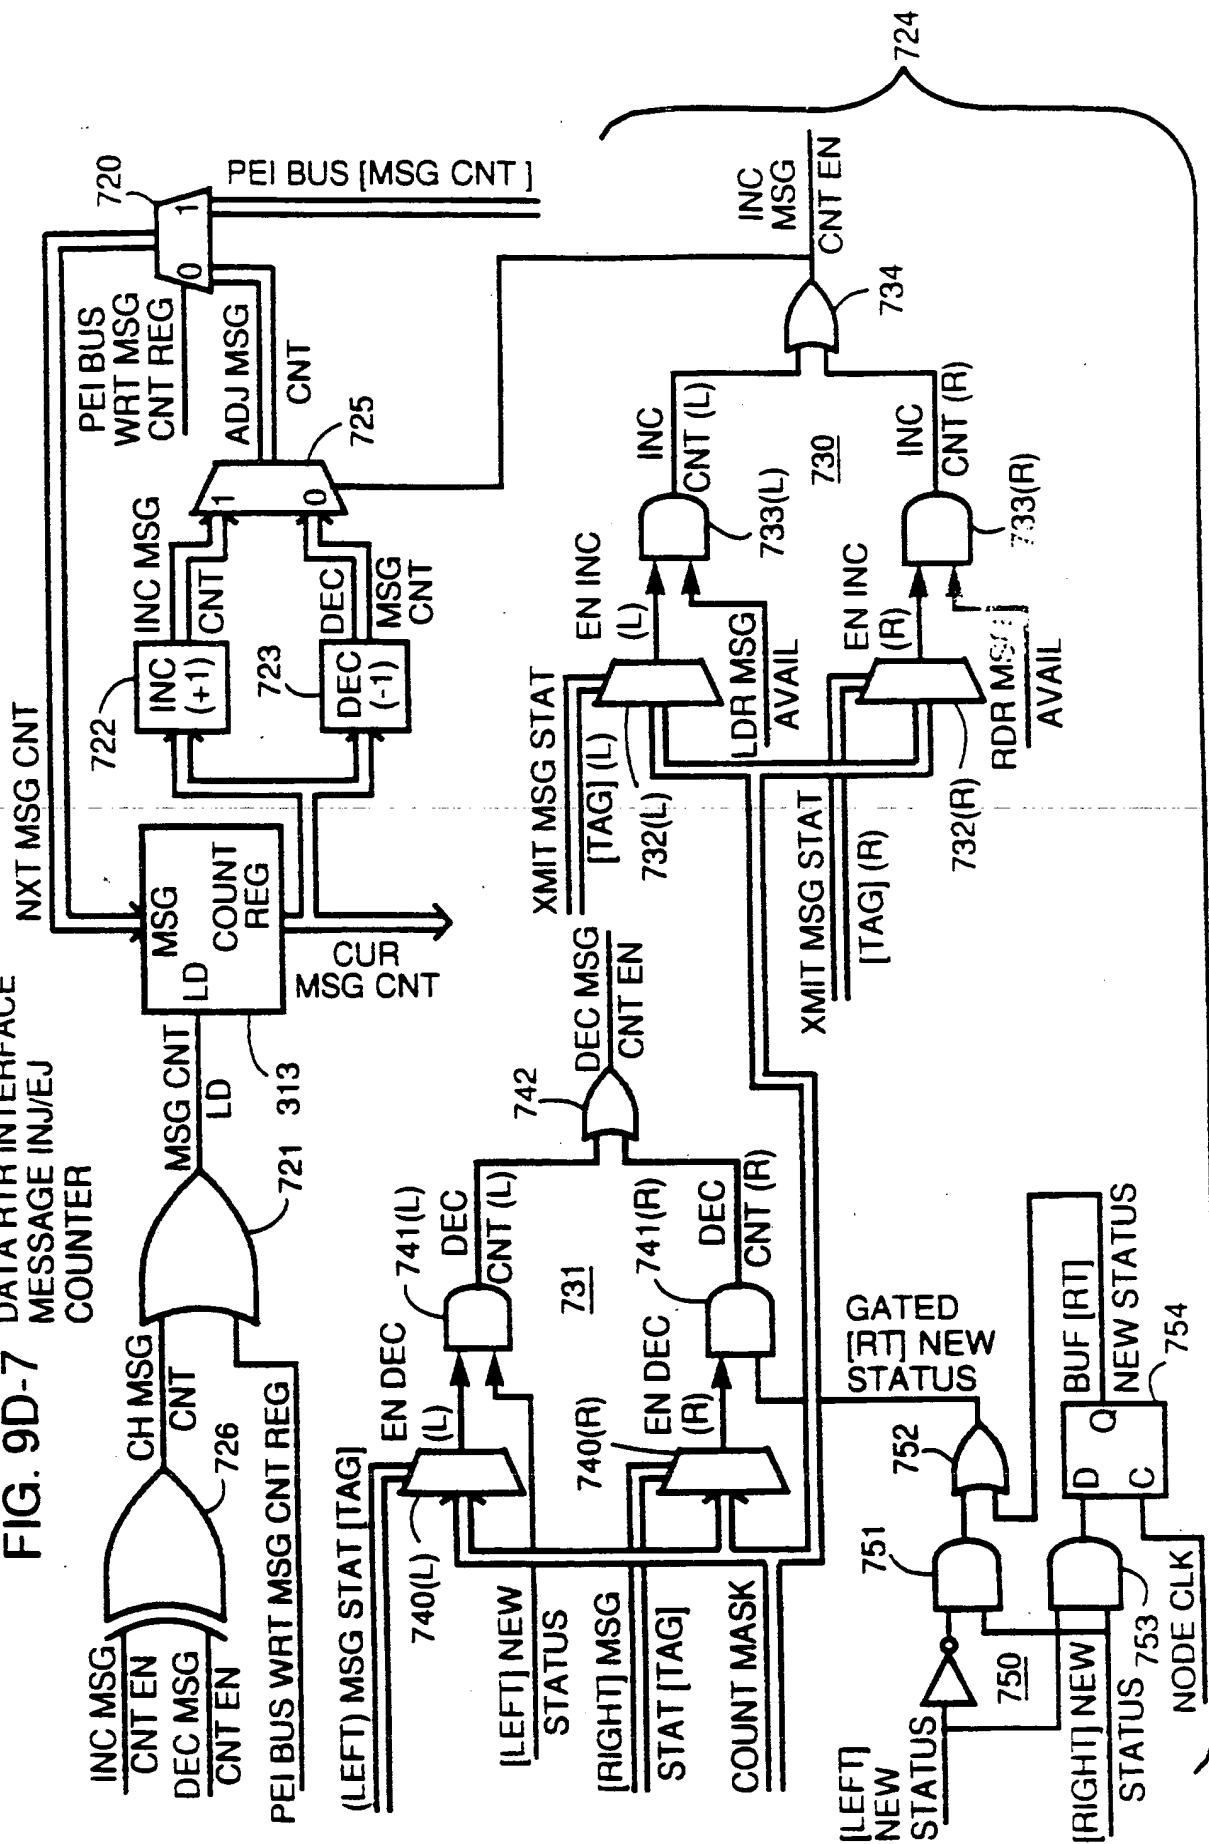 FIG. 9D-7
DATA RTR INTERFACE
MESSAGE INJ/EJ
COUNTER
NXT MSG CNT
INC MSG
CNT EN
DEC MSG
CNT EN
726
CH MSG
CNT
PEI BUS WRT MSG CNT REG
721
MSG CNT
LD
313
MSG
LD
COUNT
REG
CUR
MSG CNT
722
INC
(+1)
723
DEC
(-1)
INC MSG
CNT
DEC
MSG
CNT
1
0
725
ADJ MSG
CNT
PEI BUS
WRT MSG
CNT REG
720
0
1
PEI BUS [MSG CNT ]
724
(LEFT) MSG STAT [TAG]
740(L)
EN DEC
(L)
[LEFT] NEW
STATUS
741(L)
DEC
CNT (L)
731
742
DEC MSG
CNT EN
[RIGHT] MSG
STAT [TAG]
740(R)
EN DEC
(R)
741(R)
DEC
CNT (R)
COUNT MASK
XMIT MSG STAT
[TAG] (L)
732(L)
EN INC
(L)
LDR MSG
AVAIL
733(L)
INC
CNT (L)
730
XMIT MSG STAT
[TAG] (R)
732(R)
EN INC
(R)
RDR MSG
AVAIL
733(R)
INC
CNT (R)
734
INC
MSG
CNT EN
[LEFT]
NEW
STATUS
750
[RIGHT] NEW
STATUS
751
752
753
GATED
[RT] NEW
STATUS
D
Q
C
754
BUF [RT]
NEW STATUS
NODE CLK